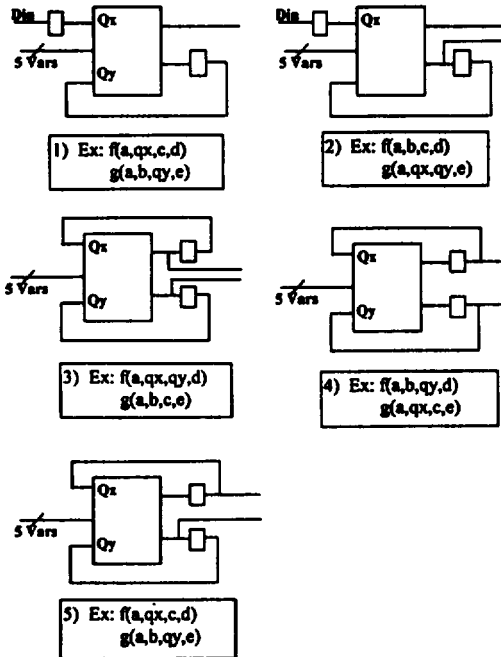 Din
Qx
5 Vars
Qy
1) Ex: f(a,qx,c,d)
g(a,b,qy,e)
Din
Qx
5 Vars
Qy
2) Ex: f(a,b,c,d)
g(a,qx,qy,e)
Qx
5 Vars
Qy
3) Ex: f(a,qx,qy,d)
g(a,b,c,e)
Qx
5 Vars
Qy
4) Ex: f(a,b,qy,d)
g(a,qx,c,e)
Qx
5 Vars
Qy
5) Ex: f(a,qx,c,d)
g(a,b,qy,e)